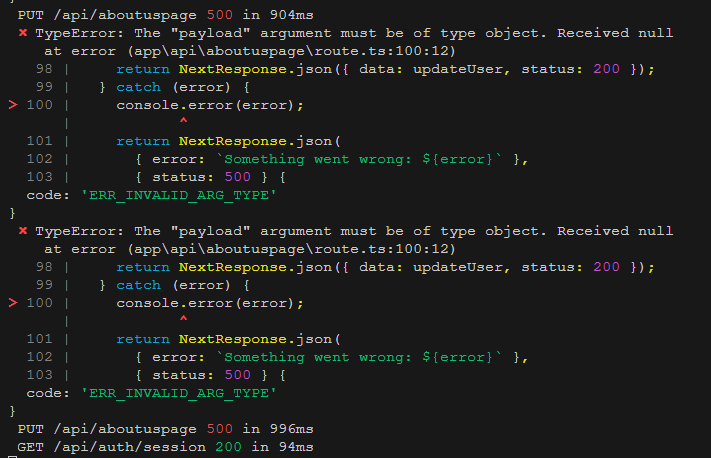 }
PUT /api/aboutuspage 500 in 904ms
⨯ TypeError: The "payload" argument must be of type object. Received null
    at error (app\api\aboutuspage\route.ts:100:12)
   98 |     return NextResponse.json({ data: updateUser, status: 200 });
   99 |   } catch (error) {
> 100 |     console.error(error);
      |            ^
  101 |     return NextResponse.json(
  102 |       { error: `Something went wrong: ${error}` },
  103 |       { status: 500 } {
  code: 'ERR_INVALID_ARG_TYPE'
}
⨯ TypeError: The "payload" argument must be of type object. Received null
    at error (app\api\aboutuspage\route.ts:100:12)
   98 |     return NextResponse.json({ data: updateUser, status: 200 });
   99 |   } catch (error) {
> 100 |     console.error(error);
      |            ^
  101 |     return NextResponse.json(
  102 |       { error: `Something went wrong: ${error}` },
  103 |       { status: 500 } {
  code: 'ERR_INVALID_ARG_TYPE'
}
PUT /api/aboutuspage 500 in 996ms
GET /api/auth/session 200 in 94ms